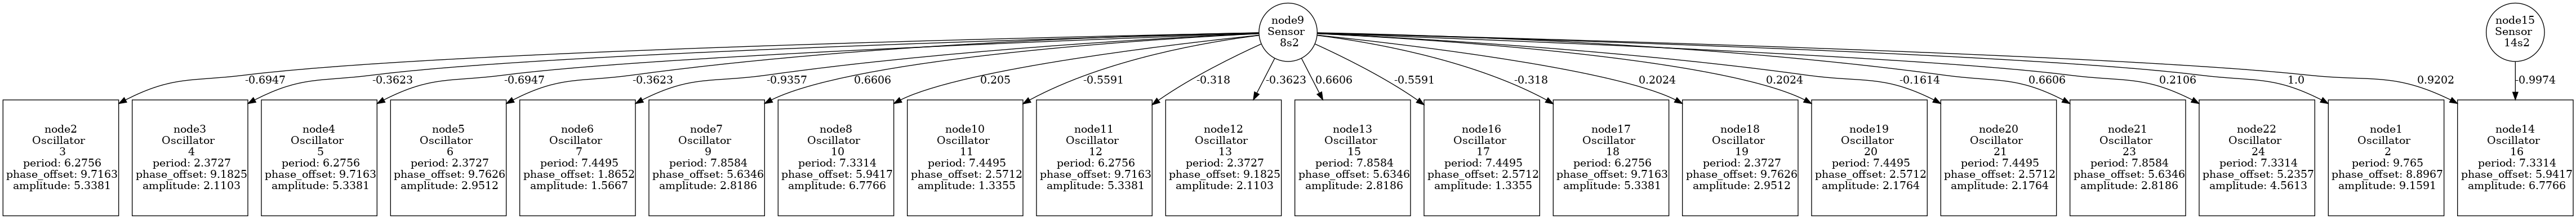 node9
Sensor
8s2
node15
Sensor
14s2
-0.6947
-0.3623
-0.6947
-0.3623
-0.9357
0.6606
0.205
-0.5591
-0.318
-0.3623
0.6606
-0.5591
-0.318
0.2024
0.2024
-0.1614
0.6606
0.2106
1.0
0.9202
-0.9974
node2
Oscillator
3
period: 6.2756
phase_offset: 9.7163
amplitude: 5.3381
node3
Oscillator
4
period: 2.3727
phase_offset: 9.1825
amplitude: 2.1103
node4
Oscillator
5
period: 6.2756
phase_offset: 9.7163
amplitude: 5.3381
node5
Oscillator
6
period: 2.3727
phase_offset: 9.7626
amplitude: 2.9512
node6
Oscillator
7
period: 7.4495
phase_offset: 1.8652
amplitude: 1.5667
node7
Oscillator
9
period: 7.8584
phase_offset: 5.6346
amplitude: 2.8186
node8
Oscillator
10
period: 7.3314
phase_offset: 5.9417
amplitude: 6.7766
node10
Oscillator
11
period: 7.4495
phase_offset: 2.5712
amplitude: 1.3355
node11
Oscillator
12
period: 6.2756
phase_offset: 9.7163
amplitude: 5.3381
node12
Oscillator
13
period: 2.3727
phase_offset: 9.1825
amplitude: 2.1103
node13
Oscillator
15
period: 7.8584
phase_offset: 5.6346
amplitude: 2.8186
node16
Oscillator
17
period: 7.4495
phase_offset: 2.5712
amplitude: 1.3355
node17
Oscillator
18
period: 6.2756
phase_offset: 9.7163
amplitude: 5.3381
node18
Oscillator
19
period: 2.3727
phase_offset: 9.7626
amplitude: 2.9512
node19
Oscillator
20
period: 7.4495
phase_offset: 2.5712
amplitude: 2.1764
node20
Oscillator
21
period: 7.4495
phase_offset: 2.5712
amplitude: 2.1764
node21
Oscillator
23
period: 7.8584
phase_offset: 5.6346
amplitude: 2.8186
node22
Oscillator
24
period: 7.3314
phase_offset: 5.2357
amplitude: 4.5613
node1
Oscillator
2
period: 9.765
phase_offset: 8.8967
amplitude: 9.1591
node14
Oscillator
16
period: 7.3314
phase_offset: 5.9417
amplitude: 6.7766